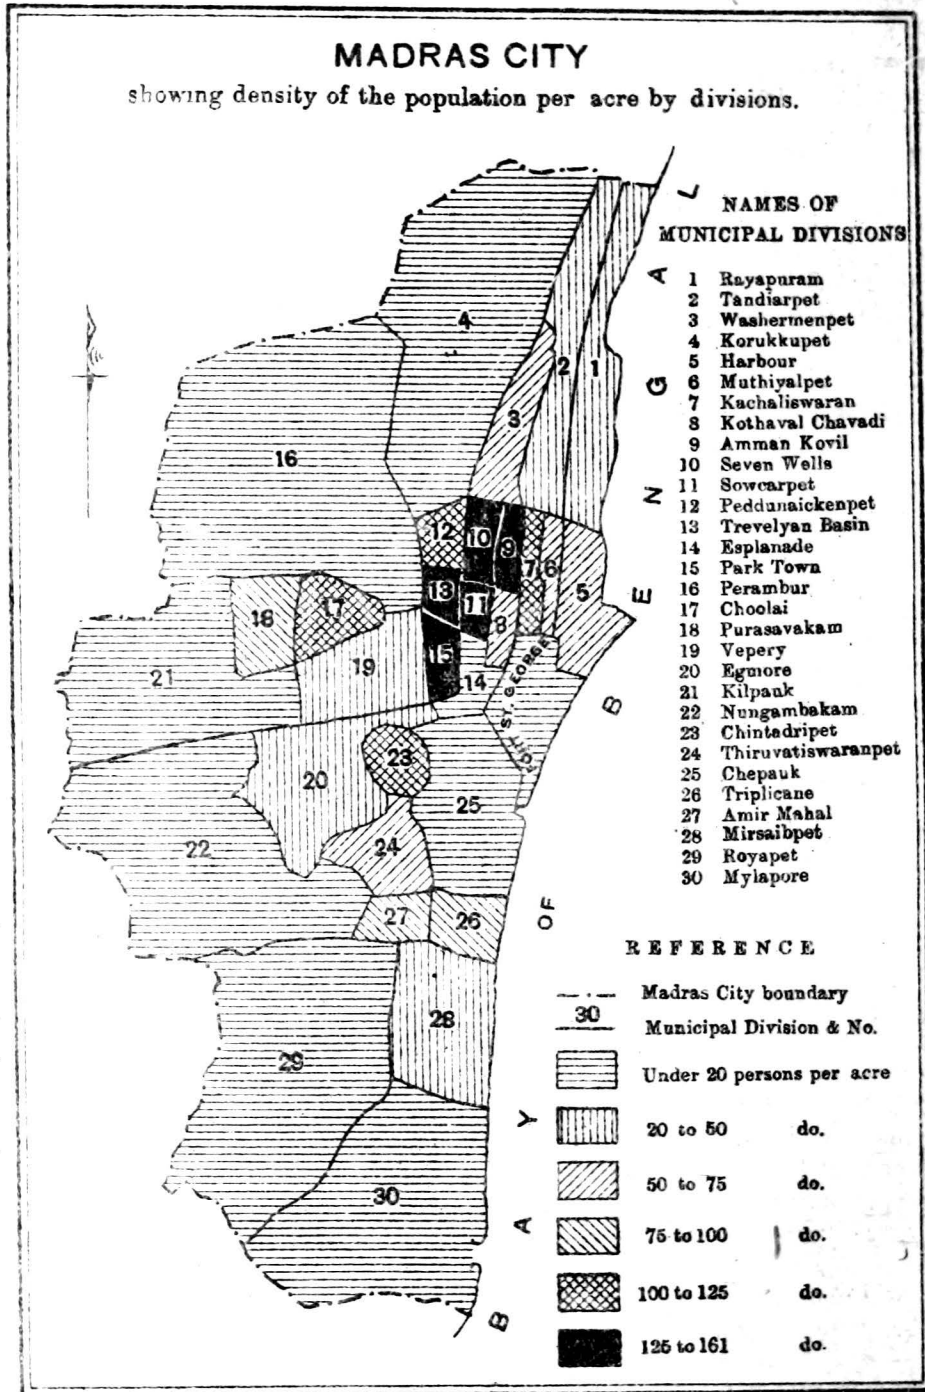 MADRAS CITY
showing density of the population per acre by divisions.
NAMES OF
MUNICIPAL DIVISIONS
1 Rayapuram
2 Tandiarpet
3 Washermenpet
4 Korukkupet
5 Harbour
6 Muthiyalpet
7 Kachaliswaran
8 Kothaval Chavadi
9 Amman Kovil
10 Seven Wells
11 Sowcarpet
12 Peddunaickenpet
13 Trevelyan Basin
14 Esplanade
15 Park Town
16 Perambur
17 Choolai
18 Purasavakam
19 Vepery
20 Egmore
21 Kilpauk
22 Nungambakam
23 Chintadripet
24 Thiruvatiswaranpet
25 Chepauk
26 Triplicane
27 Amir Mahal
28 Mirsaibpet
29 Royapet
30 Mylapore
REFERENCE
Madras City boundary
30 Municipal Division & No.
Under 20 persons per acre
20 to 50 do.
50 to 75 do.
75 to 100 do.
100 to 125 do.
125 to 161 do.
BAY OF BENGAL
FORT ST. GEORGE
4
2
1
3
16
12
10
9
7
6
5
13
11
8
18
17
15
14
19
21
20
23
25
22
24
27
26
28
29
30